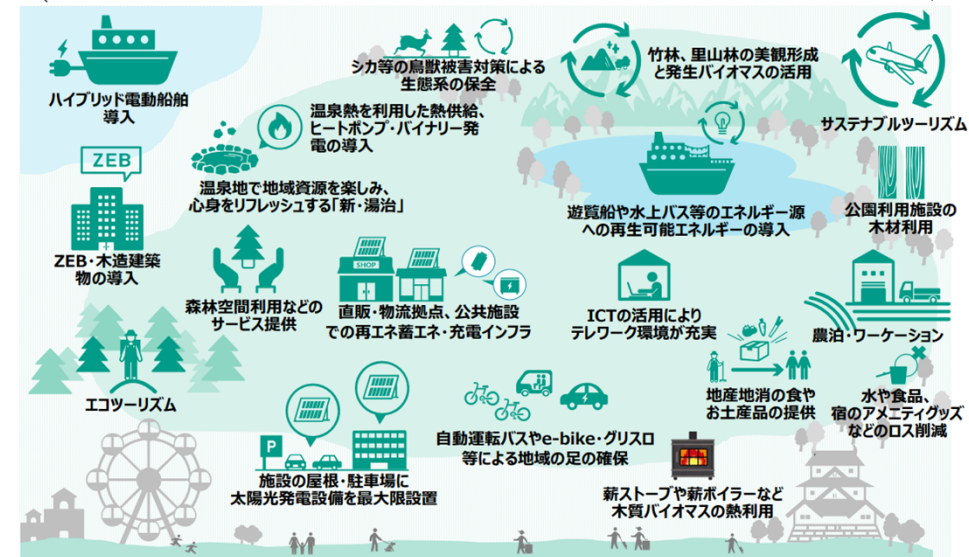 ハイブリッド電動船舶
導入
シカ等の鳥獣被害対策による
生態系の保全
竹林、里山林の美観形成
と発生バイオマスの活用
サステナブルツーリズム
温泉熱を利用した熱供給、
ヒートポンプ・バイナリー発
電の導入
温泉地で地域資源を楽しみ、
心身をリフレッシュする「新・湯治」
ZEB
ZEB・木造建築
物の導入
遊覧船や水上バス等のエネルギー源
への再生可能エネルギーの導入
公園利用施設の
木材利用
森林空間利用などの
サービス提供
SHOP
直販・物流拠点、公共施設
での再エネ蓄エネ・充電インフラ
ICTの活用により
テレワーク環境が充実
農泊・ワーケーション
エコツーリズム
地産地消の食や
お土産品の提供
水や食品、
宿のアメニティグッズ
などのロス削減
P
施設の屋根・駐車場に
太陽光発電設備を最大限設置
自動運転バスやe-bike・グリスロ
等による地域の足の確保
薪ストーブや薪ボイラーなど
木質バイオマスの熱利用